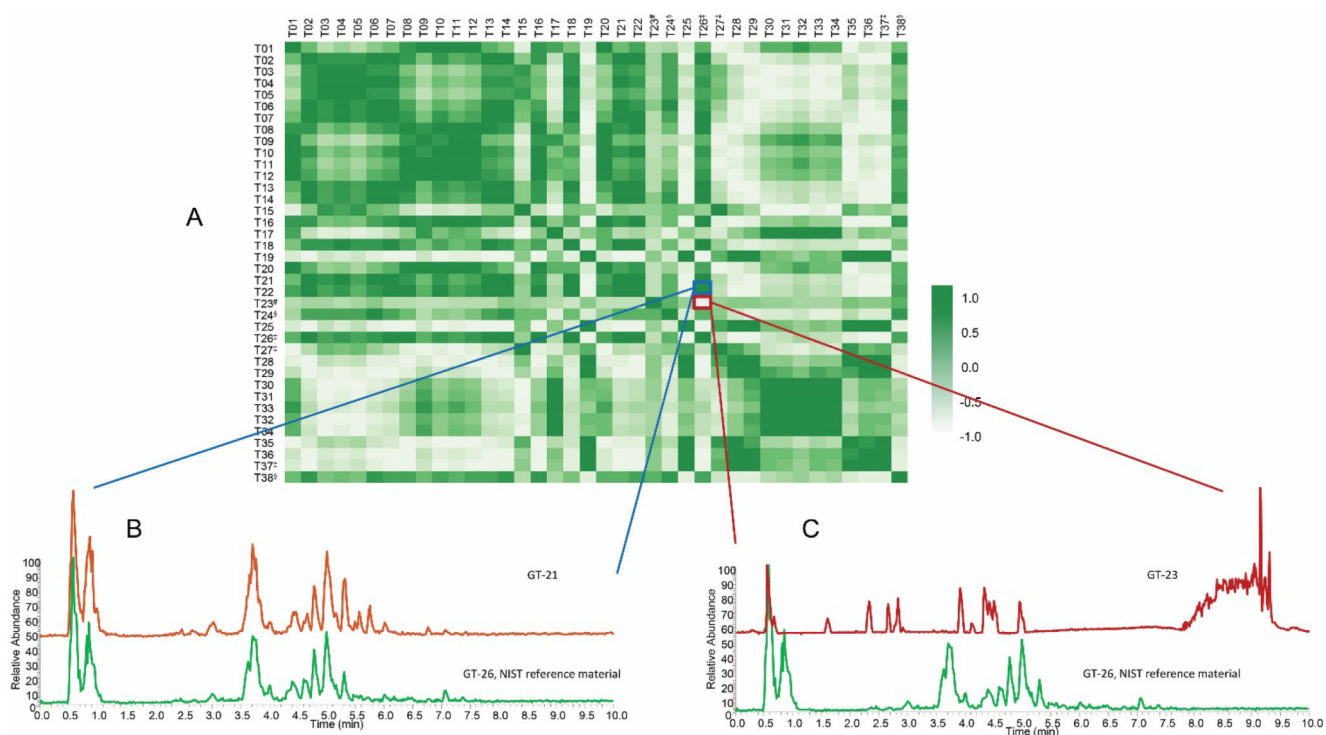 T01 T02 T03 T04 T05 T06 T07 T08 T09 T10 T11 T12 T13 T14 T15 T16 T17 T18 T19 T20 T21 T22 T23# T24§ T25 T26‡ T27‡ T28 T29 T30 T31 T32 T33 T34 T35 T36 T37‡ T38§
T01
T02
T03
T04
T05
T06
T07
T08
T09
T10
T11
T12
T13
T14
T15
T16
T17
T18
T19
T20
T21
T22
T23#
T24§
T25
T26‡
T27‡
T28
T29
T30
T31
T33
T32
T34
T35
T36
T37‡
T38§
A
1.0
0.5
0.0
-0.5
-1.0
B
GT-21
GT-26, NIST reference material
Relative Abundance
100
90
80
70
60
50
40
30
20
10
0
0.0 0.5 1.0 1.5 2.0 2.5 3.0 3.5 4.0 4.5 5.0 5.5 6.0 6.5 7.0 7.5 8.0 8.5 9.0 9.5 10.0
Time (min)
C
GT-23
GT-26, NIST reference material
Relative Abundance
100
90
80
70
60
50
40
30
20
10
0
0.0 0.5 1.0 1.5 2.0 2.5 3.0 3.5 4.0 4.5 5.0 5.5 6.0 6.5 7.0 7.5 8.0 8.5 9.0 9.5 10.0
Time (min)